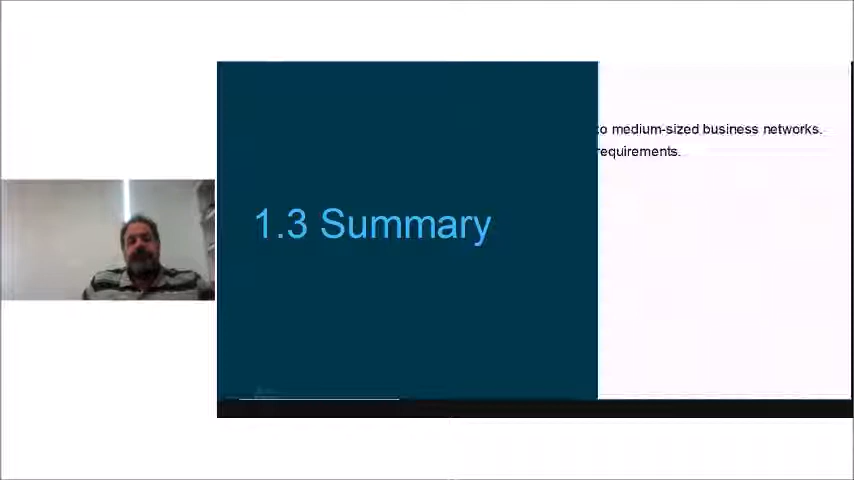 to medium-sized business networks.
requirements.
1.3 Summary